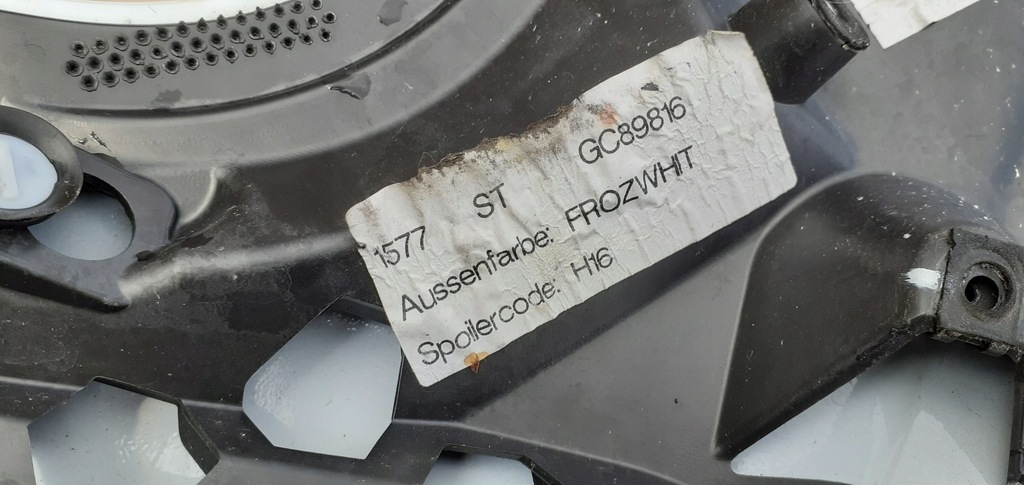 1577 ST GC89816
Aussenfarbe: FROZWHIT
Spoilercode: H16